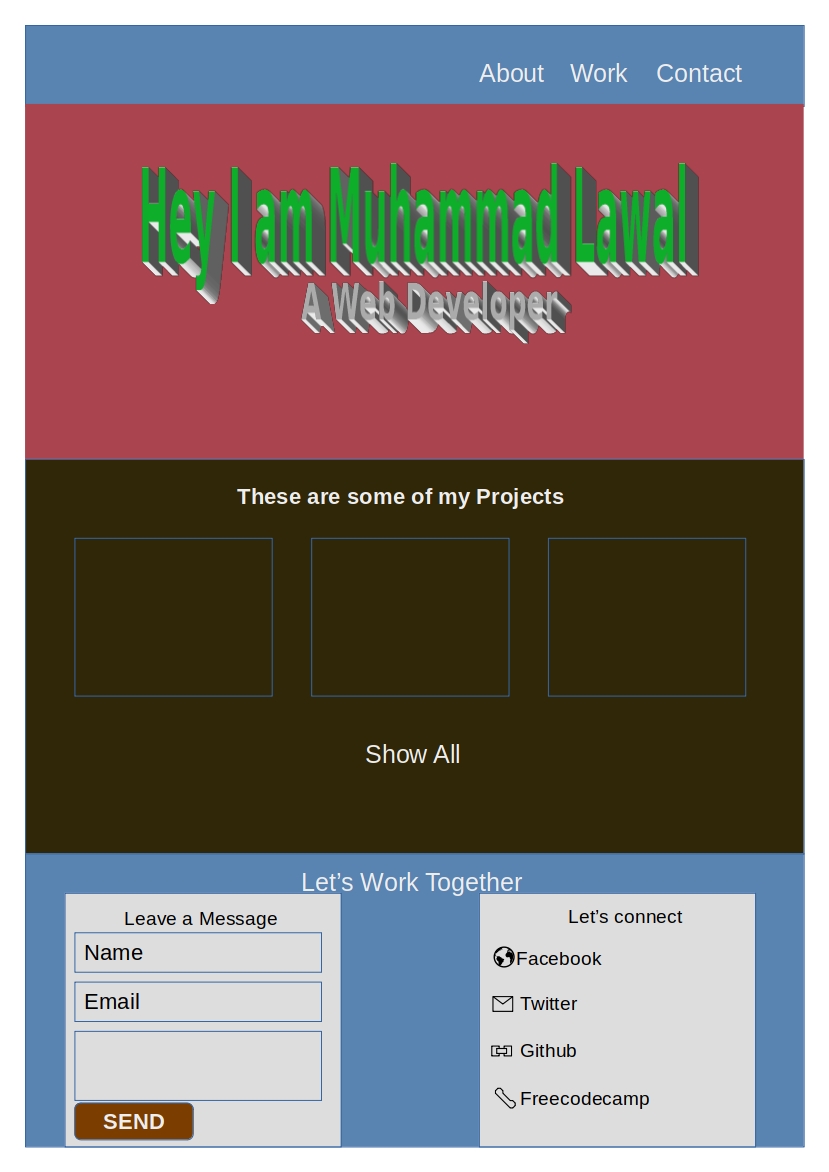 About Work Contact
Hey I am Muhammad Lawal
A Web Developer
These are some of my Projects
Show All
Let’s Work Together
Leave a Message
Name
Email
SEND
Let’s connect
Facebook
Twitter
Github
Freecodecamp